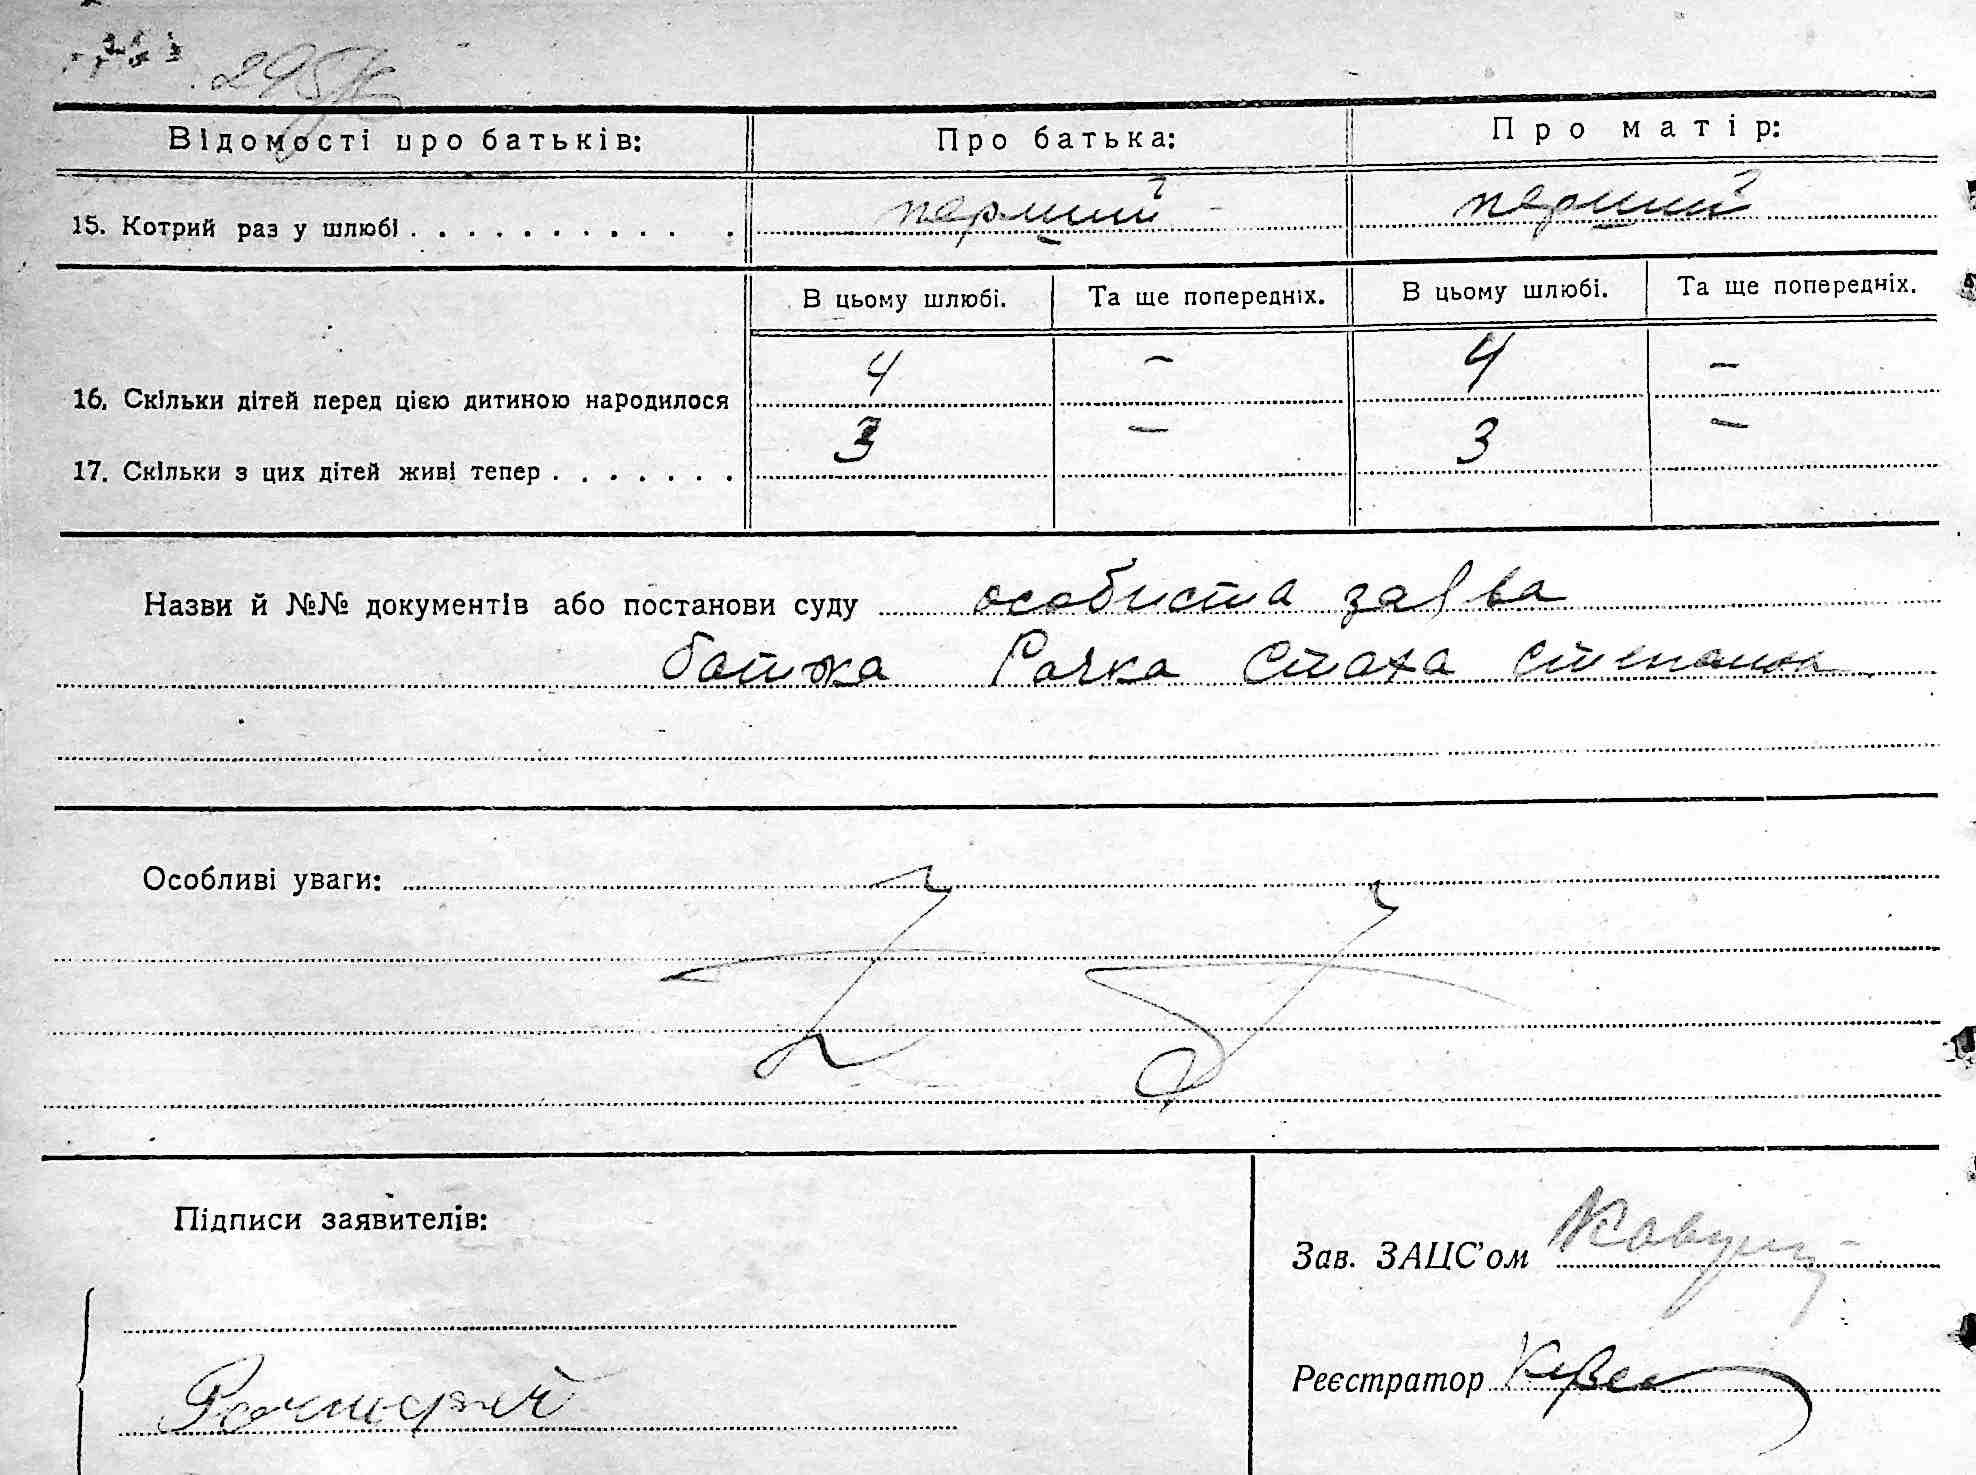 295
Відомості про батьків: Про батька: Про матір:
15. Котрий раз у шлюбі . . . . . . . . . . . . перший перший
В цьому шлюбі. Та ще попередніх. В цьому шлюбі. Та ще попередніх.
16. Скільки дітей перед цією дитиною народилося 4 – 4 –
17. Скільки з цих дітей живі тепер . . . . . . . 3 – 3 –
Назви й №№ документів або постанови суду особиста заява
батька Рачка Стаха
Особливі уваги:
Підписи заявителів:
Зав. ЗАЦС'ом
Реєстратор